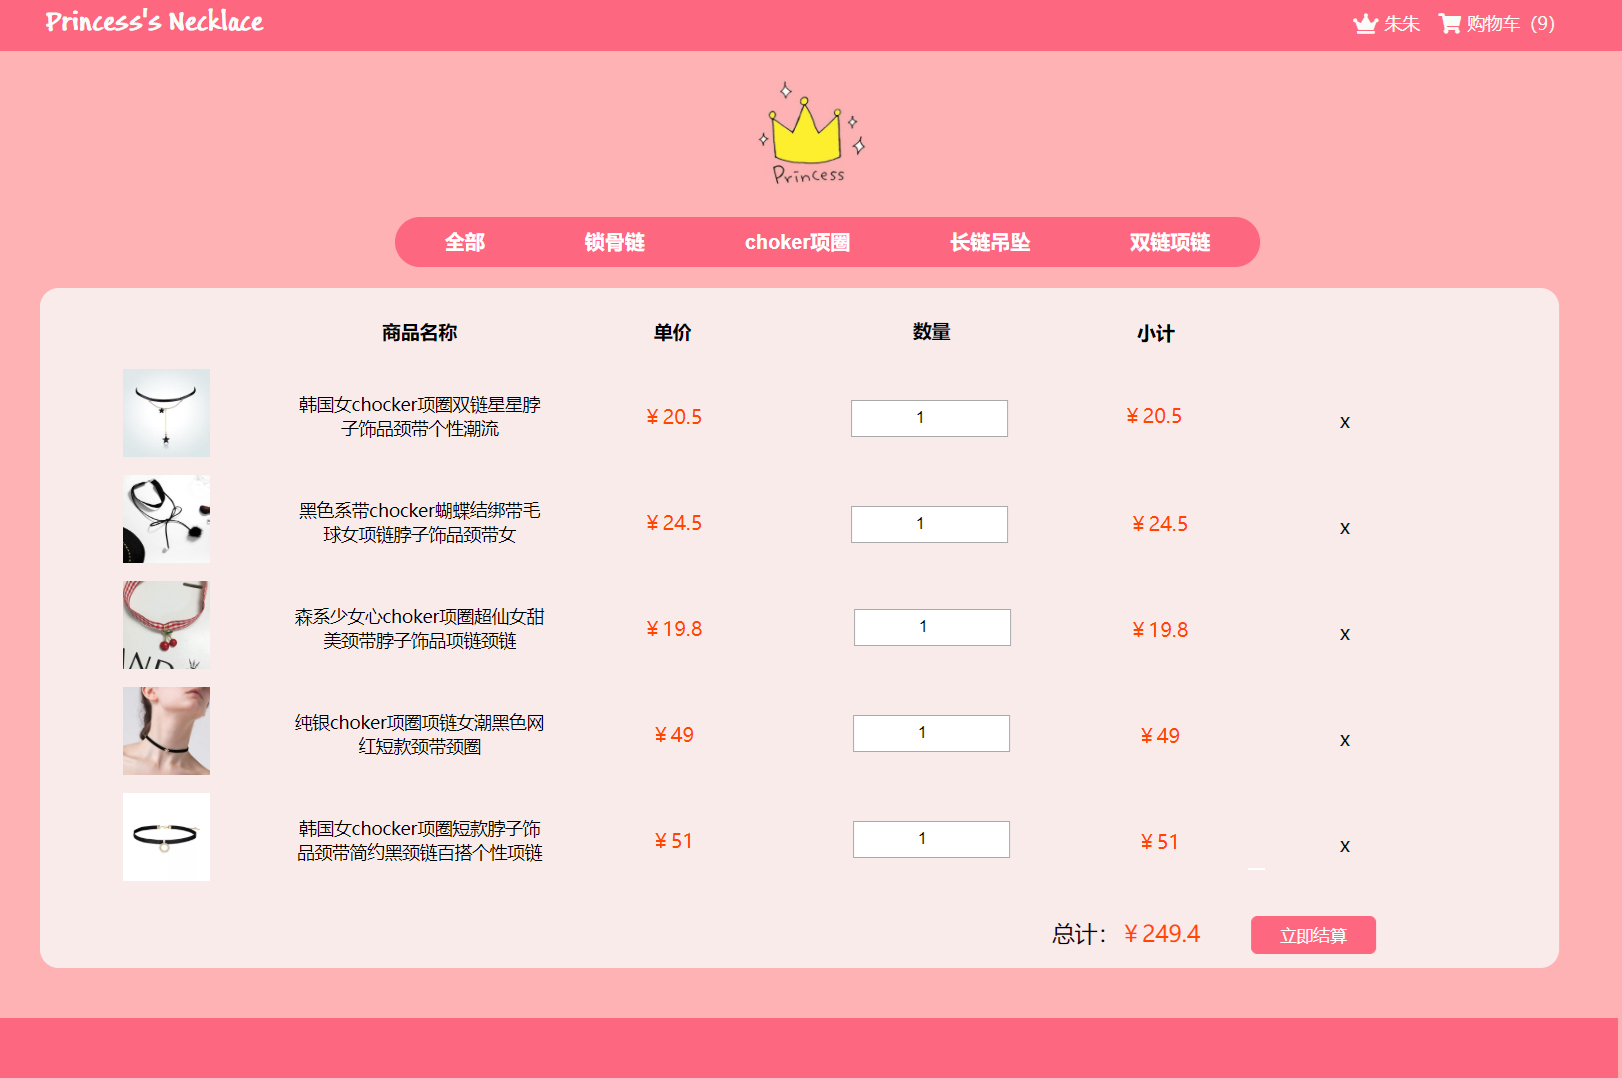 Princess's Necklace
朱朱 购物车（9）
Princess
全部 锁骨链 choker项圈 长链吊坠 双链项链
商品名称 单价 数量 小计
韩国女chocker项圈双链星星脖
子饰品颈带个性潮流
¥20.5 1 ¥20.5 x
黑色系带chocker蝴蝶结绑带毛
球女项链脖子饰品颈带女
¥24.5 1 ¥24.5 x
森系少女心choker项圈超仙女甜
美颈带脖子饰品项链颈链
¥19.8 1 ¥19.8 x
纯银choker项圈项链女潮黑色网
红短款颈带颈圈
¥49 1 ¥49 x
韩国女chocker项圈短款脖子饰
品颈带简约黑颈链百搭个性项链
¥51 1 ¥51 x
总计：¥249.4 立即结算